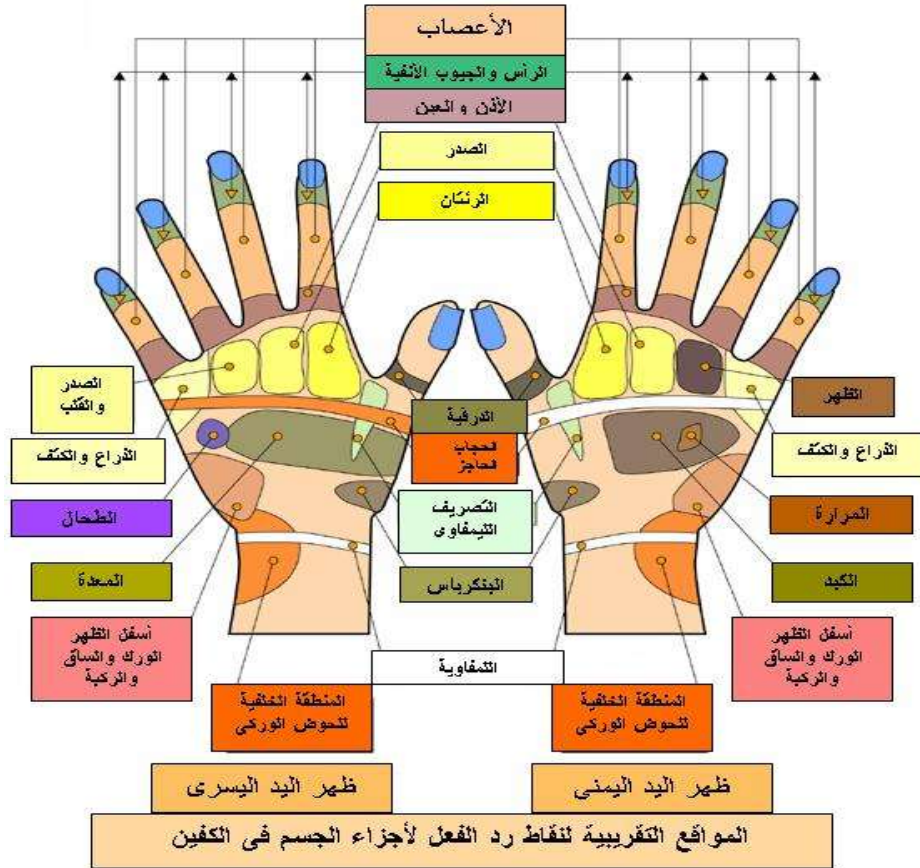 الأعصاب
الرأس والجيوب الأنفية
الأذن والعين
الصدر
الرئتان
الصدر
والقلب
الظهر
الدرقية
الذراع والكتف
الحجاب
الحاجز
الذراع والكتف
الطحال
التصريف
الليمفاوى
المرارة
المعدة
البنكرياس
الكبد
أسفل الظهر
الورك والساق
والركبة
أسفل الظهر
الورك والساق
والركبة
اللمفاوية
المنطقة الخلفية
للحوض الوركى
المنطقة الخلفية
للحوض الوركى
ظهر اليد اليسرى
ظهر اليد اليمنى
المواقع التقريبية لنقاط رد الفعل لأجزاء الجسم فى الكفين